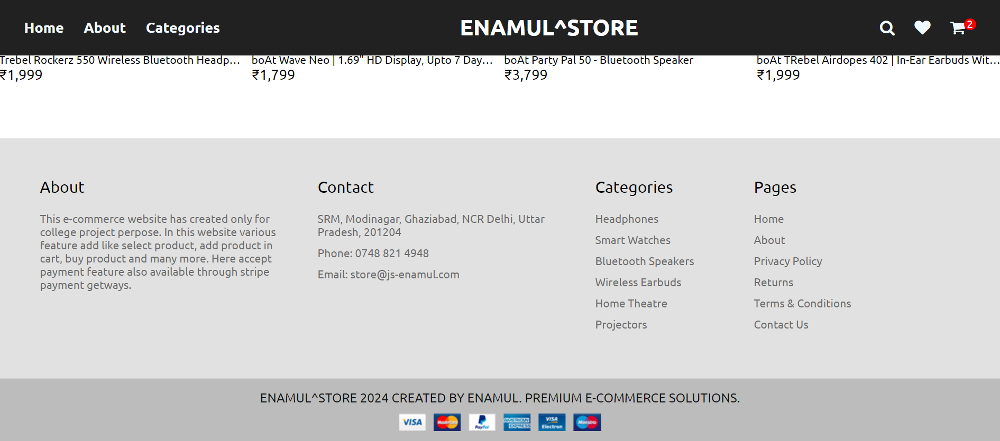 Home About Categories ENAMUL^STORE 2
Trebel Rockerz 550 Wireless Bluetooth Headp...
₹1,999
boAt Wave Neo | 1.69" HD Display, Upto 7 Day...
₹1,799
boAt Party Pal 50 - Bluetooth Speaker
₹3,799
boAt TRebel Airdopes 402 | In-Ear Earbuds Wit...
₹1,999
About
This e-commerce website has created only for
college project perpose. In this website various
feature add like select product, add product in
cart, buy product and many more. Here accept
payment feature also available through stripe
payment getways.
Contact
SRM, Modinagar, Ghaziabad, NCR Delhi, Uttar
Pradesh, 201204
Phone: 0748 821 4948
Email: store@js-enamul.com
Categories
Headphones
Smart Watches
Bluetooth Speakers
Wireless Earbuds
Home Theatre
Projectors
Pages
Home
About
Privacy Policy
Returns
Terms & Conditions
Contact Us
ENAMUL^STORE 2024 CREATED BY ENAMUL. PREMIUM E-COMMERCE SOLUTIONS.
VISA
MasterCard
PayPal
AMERICAN
EXPRESS
VISA
Electron
Maestro